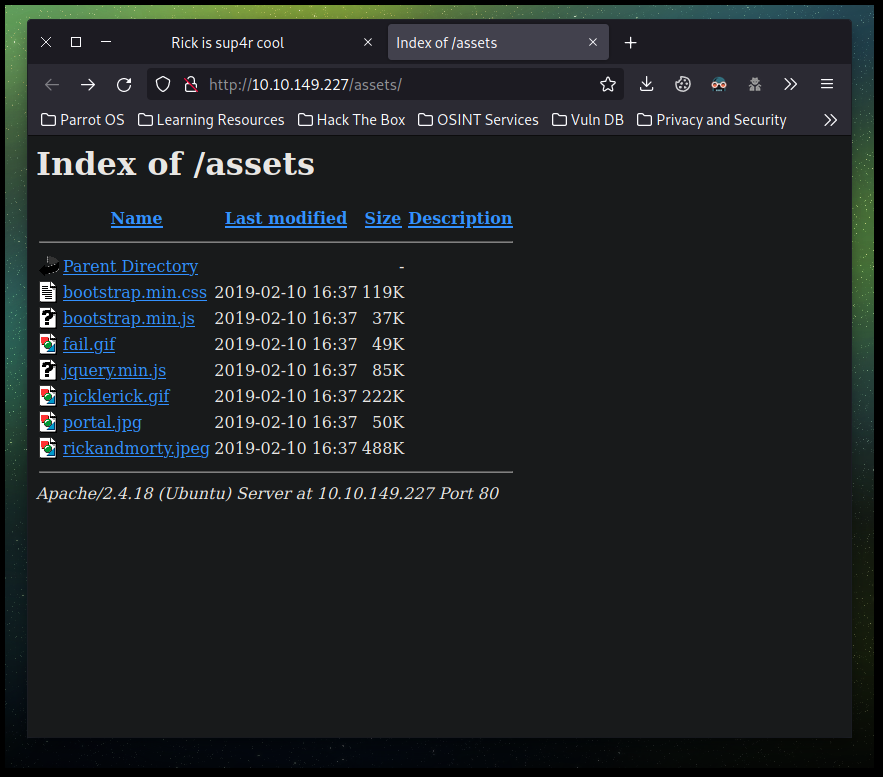 Rick is sup4r cool
Index of /assets
http://10.10.149.227/assets/
Parrot OS Learning Resources Hack The Box OSINT Services Vuln DB Privacy and Security
Index of /assets
Name Last modified Size Description
Parent Directory -
bootstrap.min.css 2019-02-10 16:37 119K
bootstrap.min.js 2019-02-10 16:37 37K
fail.gif 2019-02-10 16:37 49K
jquery.min.js 2019-02-10 16:37 85K
picklerick.gif 2019-02-10 16:37 222K
portal.jpg 2019-02-10 16:37 50K
rickandmorty.jpeg 2019-02-10 16:37 488K
Apache/2.4.18 (Ubuntu) Server at 10.10.149.227 Port 80